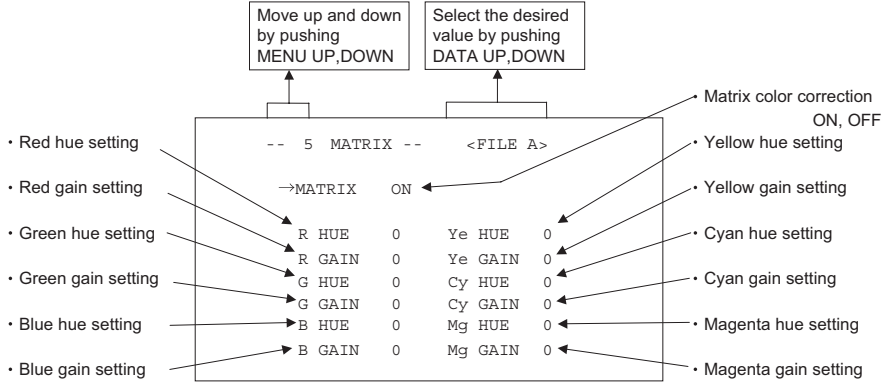 Move up and down
by pushing
MENU UP,DOWN
Select the desired
value by pushing
DATA UP,DOWN
・Matrix color correction
ON, OFF
・Red hue setting
・Red gain setting
・Green hue setting
・Green gain setting
・Blue hue setting
・Blue gain setting
-- 5 MATRIX -- <FILE A>
→MATRIX ON
R HUE 0 Ye HUE 0
R GAIN 0 Ye GAIN 0
G HUE 0 Cy HUE 0
G GAIN 0 Cy GAIN 0
B HUE 0 Mg HUE 0
B GAIN 0 Mg GAIN 0
・Yellow hue setting
・Yellow gain setting
・Cyan hue setting
・Cyan gain setting
・Magenta hue setting
・Magenta gain setting